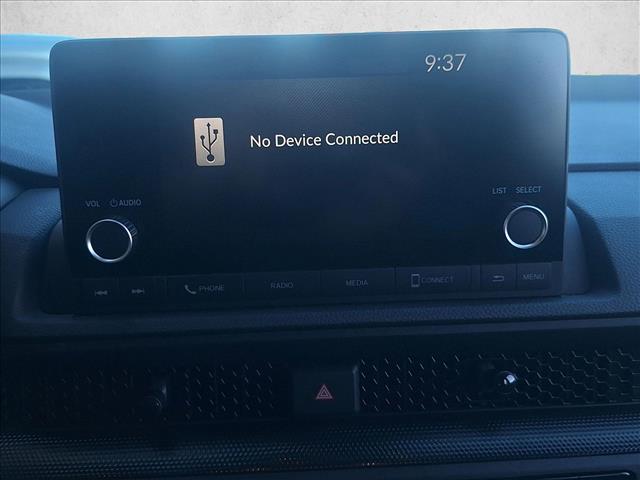 9:37
No Device Connected
VOL AUDIO
LIST SELECT
PHONE RADIO MEDIA CONNECT MENU